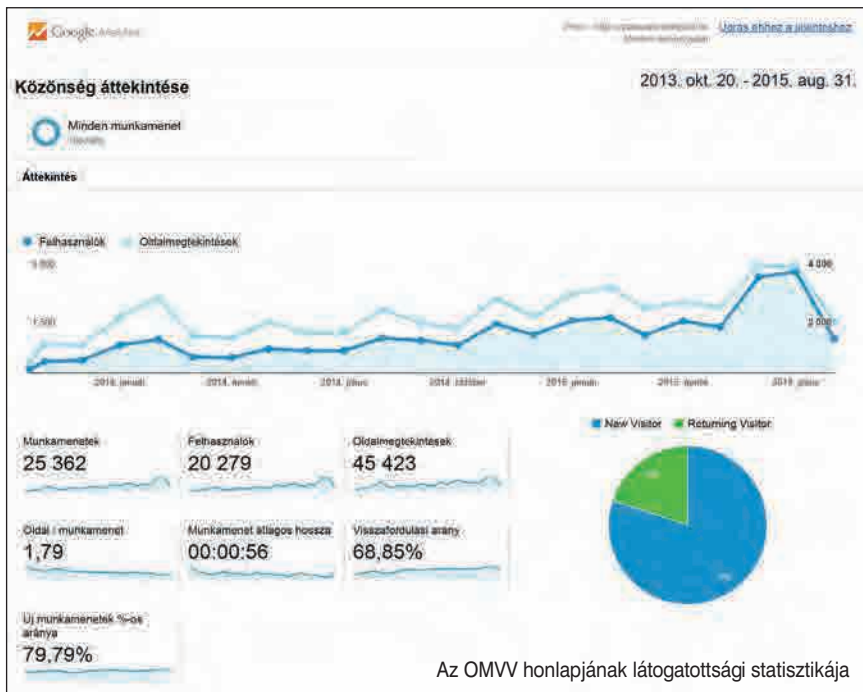 Google Analytics
Ugrás ehhez a jelentéshez
Közönség áttekintése
2013. okt. 20. - 2015. aug. 31.
Minden munkamenet
Áttekintés
Felhasználók Oldalmegtekintések
4 000
1 500 2 000
2014. január 2014. április 2014. július 2014. október 2015. január 2015. április 2015. július
New Visitor Returning Visitor
Munkamenetek
25 362
Felhasználók
20 279
Oldalmegtekintések
45 423
Oldal / munkamenet
1,79
Munkamenet átlagos hossza
00:00:56
Visszafordulási arány
68,85%
Új munkamenetek %-os
aránya
79,79%
Az OMVV honlapjának látogatottsági statisztikája